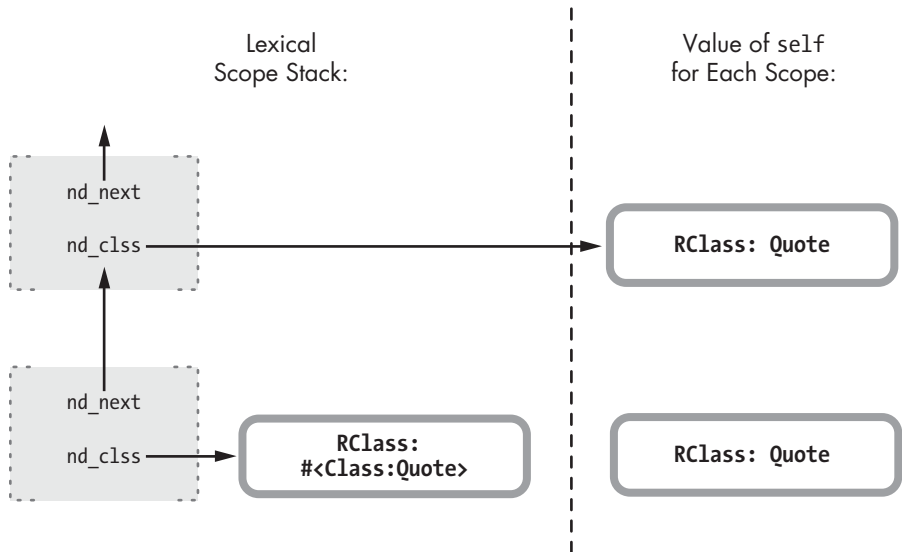 Lexical
Scope Stack:
Value of self
for Each Scope:
nd_next
nd_clss
RClass: Quote
nd_next
nd_clss
RClass:
#<Class:Quote>
RClass: Quote